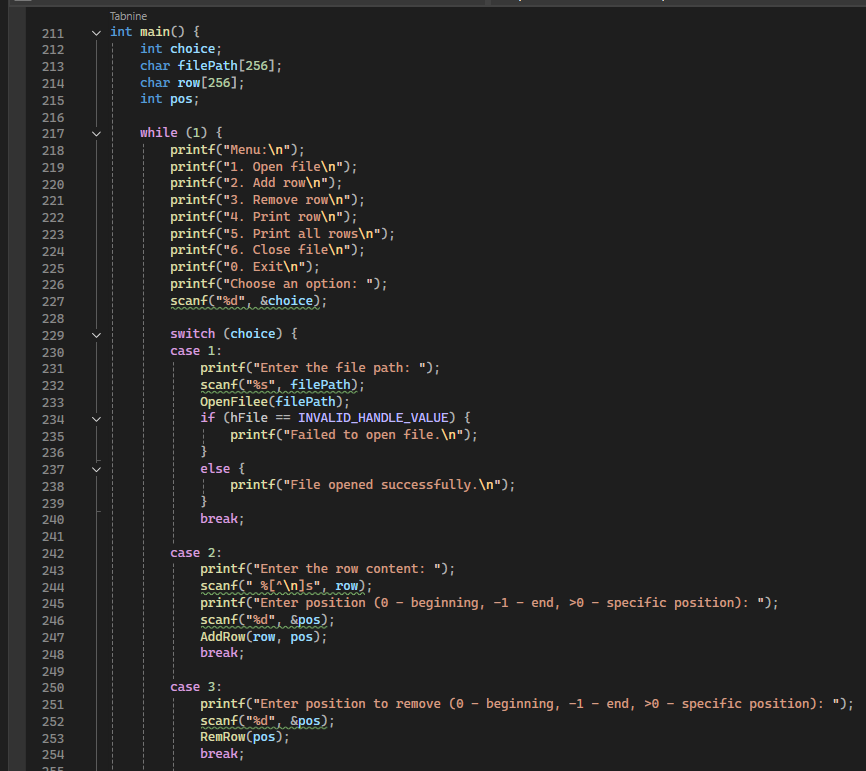 Tabnine
211 int main() {
212 int choice;
213 char filePath[256];
214 char row[256];
215 int pos;
216
217 while (1) {
218 printf("Menu:\n");
219 printf("1. Open file\n");
220 printf("2. Add row\n");
221 printf("3. Remove row\n");
222 printf("4. Print row\n");
223 printf("5. Print all rows\n");
224 printf("6. Close file\n");
225 printf("0. Exit\n");
226 printf("Choose an option: ");
227 scanf("%d", &choice);
228
229 switch (choice) {
230 case 1:
231 printf("Enter the file path: ");
232 scanf("%s", filePath);
233 OpenFilee(filePath);
234 if (hFile == INVALID_HANDLE_VALUE) {
235 printf("Failed to open file.\n");
236 }
237 else {
238 printf("File opened successfully.\n");
239 }
240 break;
241
242 case 2:
243 printf("Enter the row content: ");
244 scanf(" %[^\n]s", row);
245 printf("Enter position (0 - beginning, -1 - end, >0 - specific position): ");
246 scanf("%d", &pos);
247 AddRow(row, pos);
248 break;
249
250 case 3:
251 printf("Enter position to remove (0 - beginning, -1 - end, >0 - specific position): ");
252 scanf("%d", &pos);
253 RemRow(pos);
254 break;
255